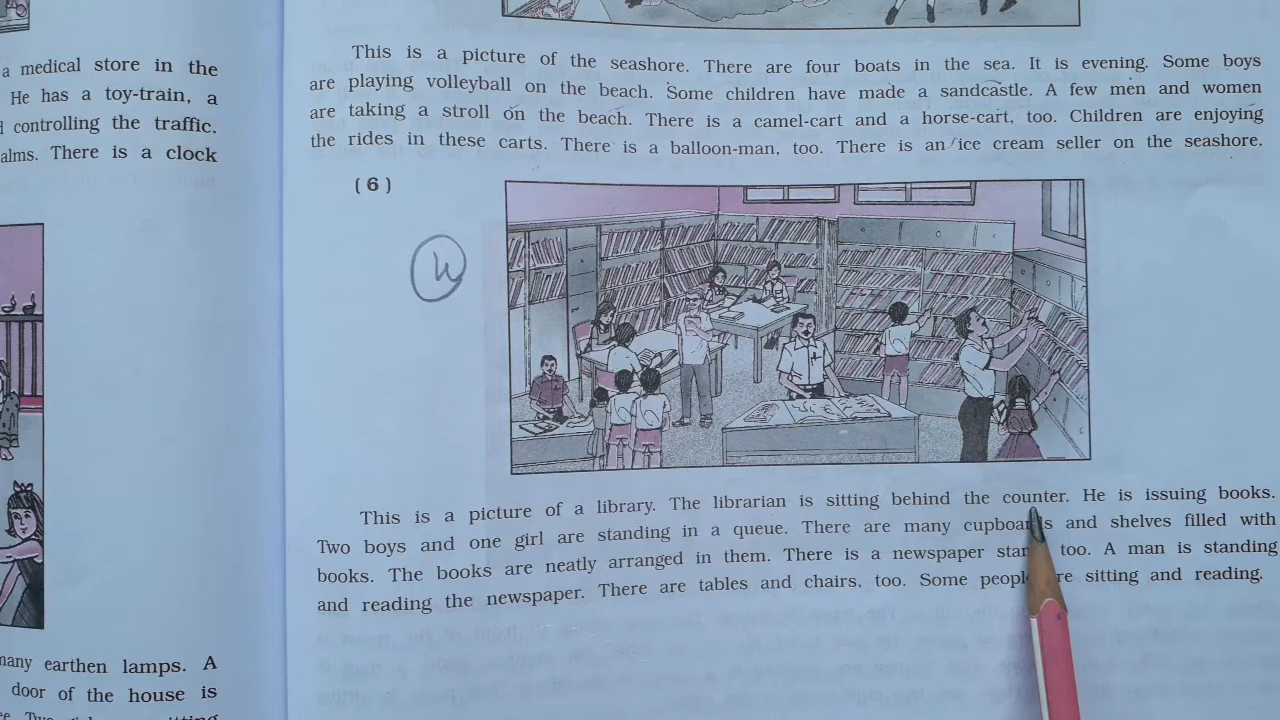 a medical store in the
He has a toy-train, a
controlling the traffic.
alms. There is a clock
many earthen lamps. A
door of the house is
This is a picture of the seashore. There are four boats in the sea. It is evening. Some boys
are playing volleyball on the beach. Some children have made a sandcastle. A few men and women
are taking a stroll on the beach. There is a camel-cart and a horse-cart, too. Children are enjoying
the rides in these carts. There is a balloon-man, too. There is an ice cream seller on the seashore.
(6)
W
This is a picture of a library. The librarian is sitting behind the counter. He is issuing books.
Two boys and one girl are standing in a queue. There are many cupboards and shelves filled with
books. The books are neatly arranged in them. There is a newspaper stan too. A man is standing
and reading the newspaper. There are tables and chairs, too. Some peopl re sitting and reading.